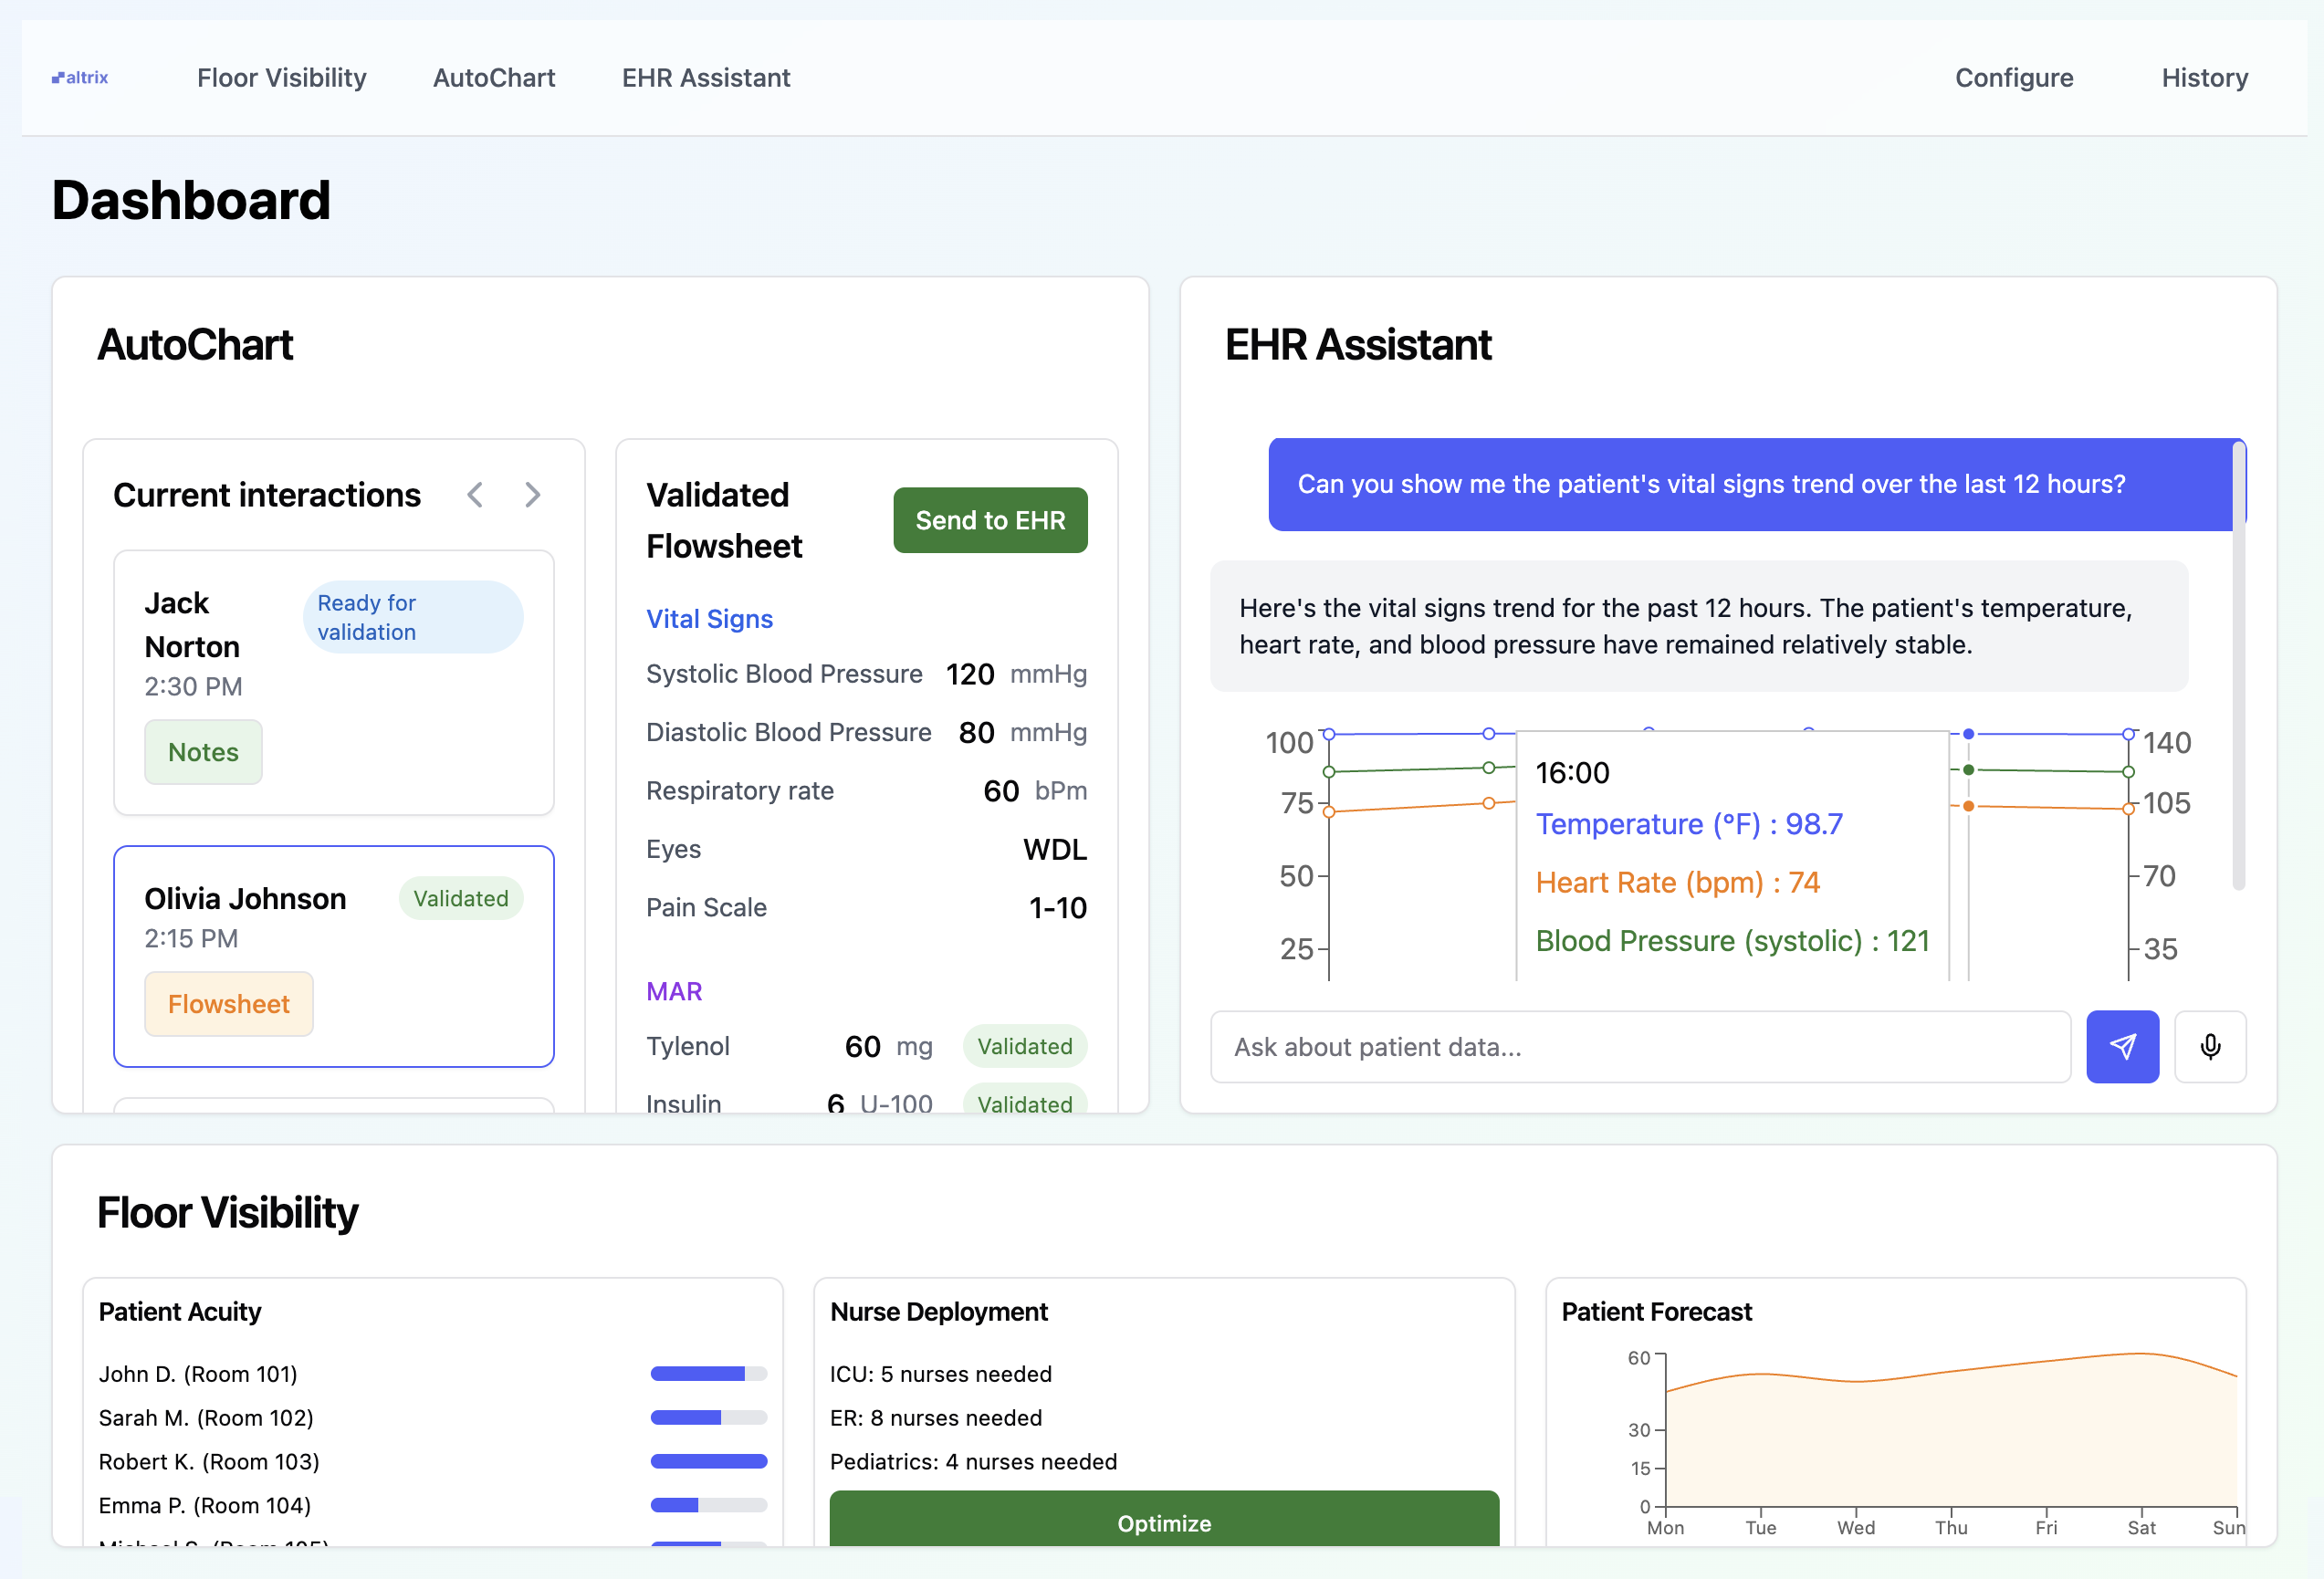 altrix
Floor Visibility
AutoChart
EHR Assistant
Configure
History
Dashboard
AutoChart
Current interactions
Jack
Norton
Ready for
validation
2:30 PM
Notes
Olivia Johnson
Validated
2:15 PM
Flowsheet
Validated
Flowsheet
Send to EHR
Vital Signs
Systolic Blood Pressure 120 mmHg
Diastolic Blood Pressure 80 mmHg
Respiratory rate 60 bPm
Eyes WDL
Pain Scale 1-10
MAR
Tylenol 60 mg Validated
Insulin 6 U-100 Validated
EHR Assistant
Can you show me the patient's vital signs trend over the last 12 hours?
Here's the vital signs trend for the past 12 hours. The patient's temperature,
heart rate, and blood pressure have remained relatively stable.
100
75
50
25
16:00
Temperature (°F) : 98.7
Heart Rate (bpm) : 74
Blood Pressure (systolic) : 121
140
105
70
35
Ask about patient data...
Floor Visibility
Patient Acuity
John D. (Room 101)
Sarah M. (Room 102)
Robert K. (Room 103)
Emma P. (Room 104)
Michael S. (Room 105)
Nurse Deployment
ICU: 5 nurses needed
ER: 8 nurses needed
Pediatrics: 4 nurses needed
Optimize
Patient Forecast
60
30
15
0
Mon Tue Wed Thu Fri Sat Sun